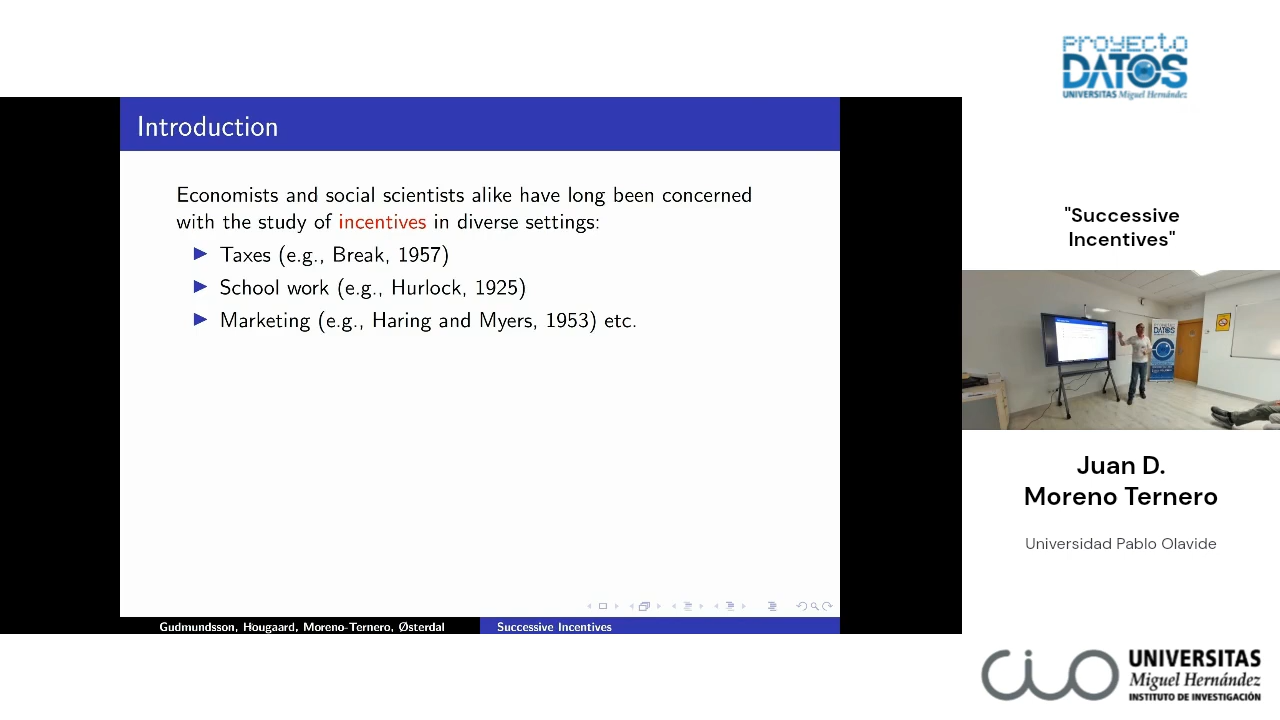 Introduction
Economists and social scientists alike have long been concerned
with the study of incentives in diverse settings:
Taxes (e.g., Break, 1957)
School work (e.g., Hurlock, 1925)
Marketing (e.g., Haring and Myers, 1953) etc.
Gudmundsson, Hougaard, Moreno-Ternero, Østerdal
Successive Incentives
PROYECTO
DATOS
UNIVERSITAS Miguel Hernández
"Successive
Incentives"
DATOS
Juan D.
Moreno Ternero
Universidad Pablo Olavide
CIO
UNIVERSITAS
Miguel Hernández
INSTITUTO DE INVESTIGACIÓN